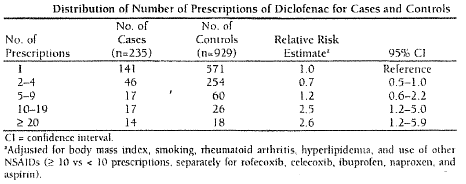 Distribution of Number of Prescriptions of Diclofenac for Cases and Controls
No. of Prescriptions No. of Cases (n=235) No. of Controls (n=929) Relative Risk Estimateᵃ 95% CI
1 141 571 1.0 Reference
2-4 46 254 0.7 0.5-1.0
5-9 17 60 1.2 0.6-2.2
10-19 17 26 2.5 1.2-5.0
≥ 20 14 18 2.6 1.2-5.9
CI = confidence interval.
ᵃAdjusted for body mass index, smoking, rheumatoid arthritis, hyperlipidemia, and use of other
NSAIDs (≥ 10 vs < 10 prescriptions, separately for rofecoxib, celecoxib, ibuprofen, naproxen, and
aspirin).